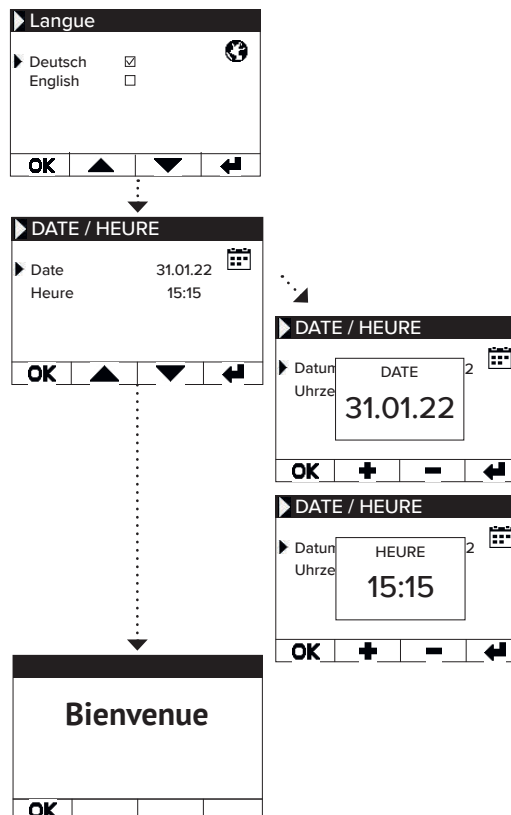 Langue
Deutsch ☑
English ☐
OK
DATE / HEURE
Date 31.01.22
Heure 15:15
OK
DATE / HEURE
Datum 2
DATE
Uhrze
31.01.22
OK + −
DATE / HEURE
Datum 2
HEURE
Uhrze
15:15
OK + −
Bienvenue
OK